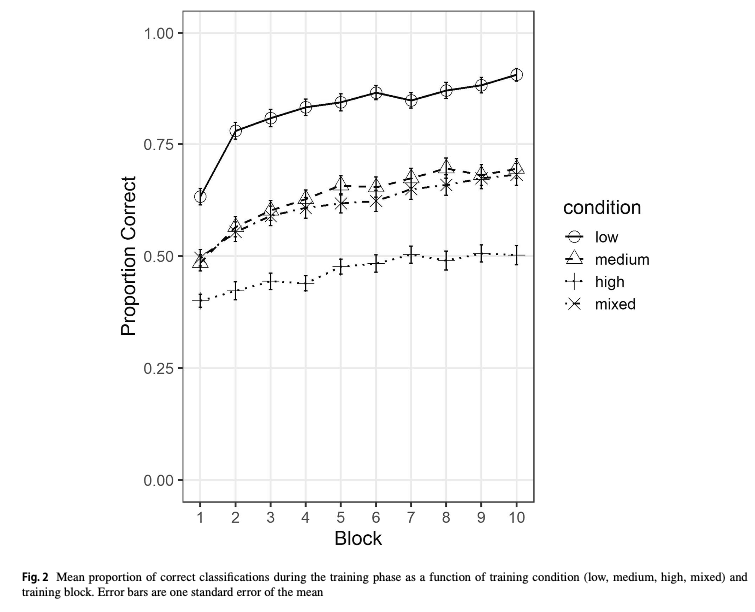 1.00
0.75
0.50
0.25
0.00
Proportion Correct
1 2 3 4 5 6 7 8 9 10
Block
condition
low
medium
high
mixed
Fig. 2 Mean proportion of correct classifications during the training phase as a function of training condition (low, medium, high, mixed) and
training block. Error bars are one standard error of the mean